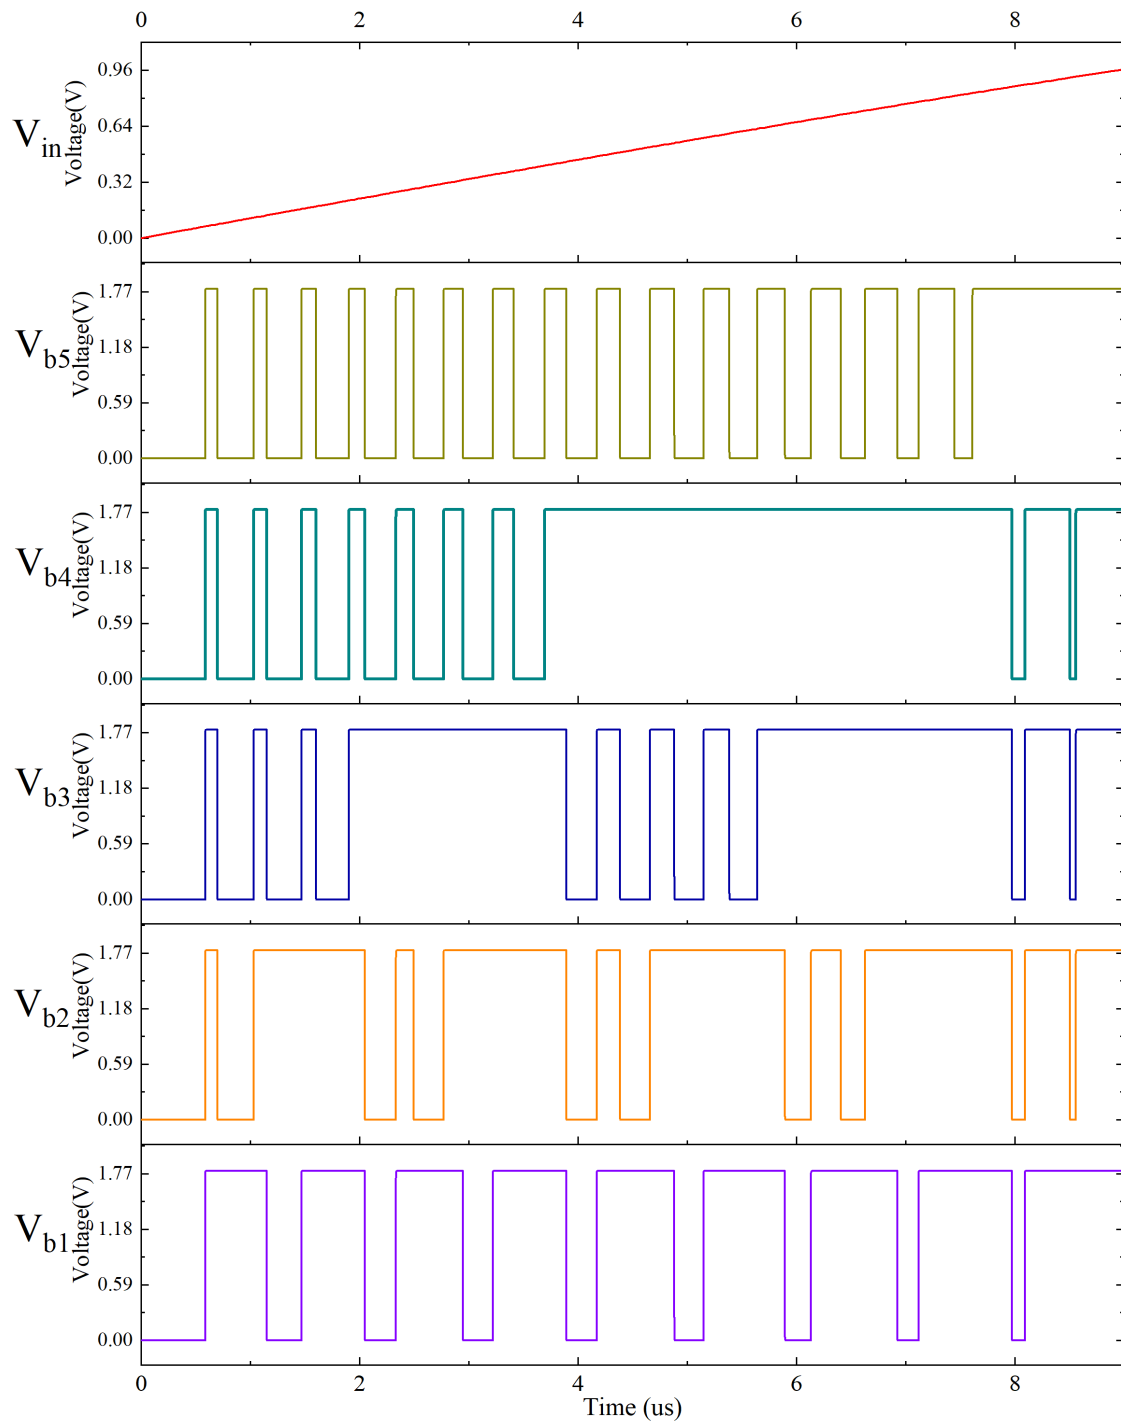 0 2 4 6 8
V_in Voltage(V)
0.96
0.64
0.32
0.00
V_b5 Voltage(V)
1.77
1.18
0.59
0.00
V_b4 Voltage(V)
1.77
1.18
0.59
0.00
V_b3 Voltage(V)
1.77
1.18
0.59
0.00
V_b2 Voltage(V)
1.77
1.18
0.59
0.00
V_b1 Voltage(V)
1.77
1.18
0.59
0.00
0 2 4 6 8
Time (us)